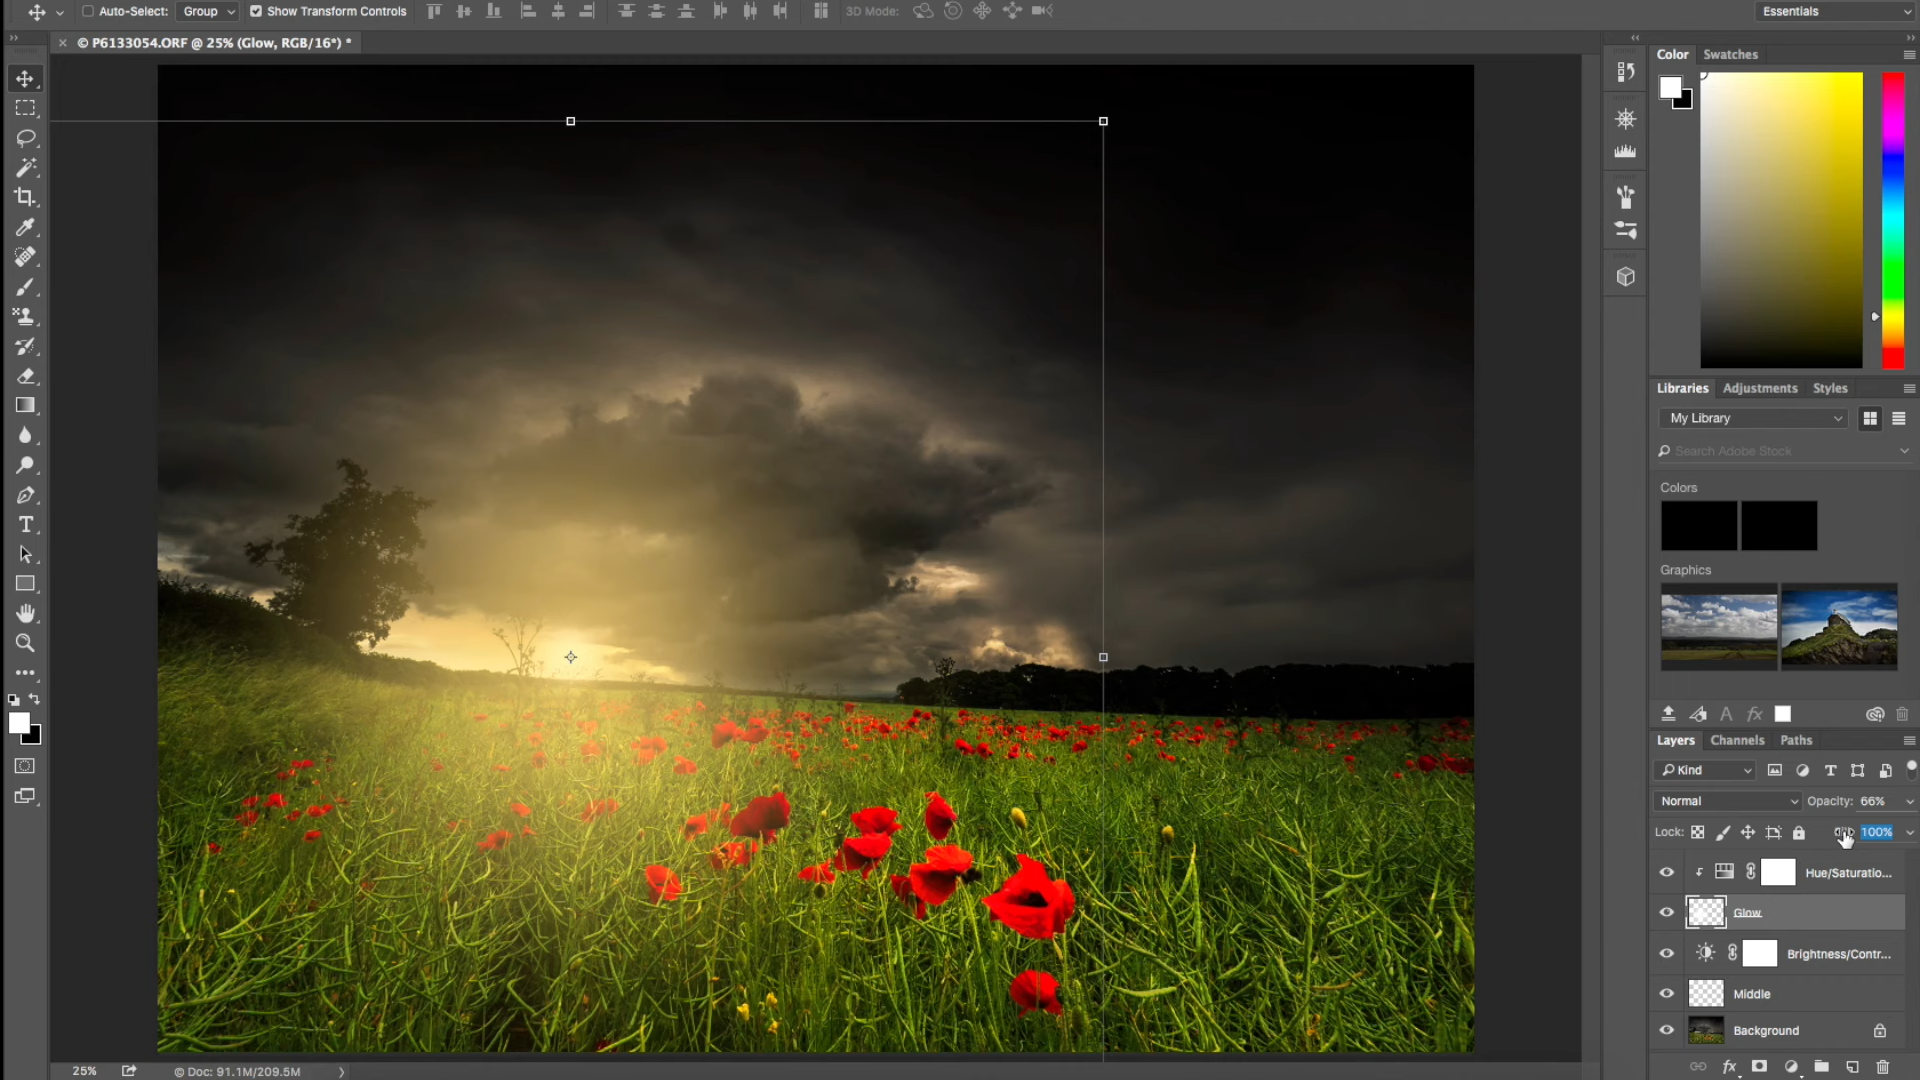 Auto-Select: Group Show Transform Controls 3D Mode: Essentials
× © P6133054.ORF @ 25% (Glow, RGB/16*) *
Color Swatches
Libraries Adjustments Styles
My Library
Search Adobe Stock
Colors
Graphics
Layers Channels Paths
Kind
Normal Opacity: 66%
Lock: 100%
Hue/Saturatio...
Glow
Brightness/Contr...
Middle
Background
25% © Doc: 91.1M/209.5M